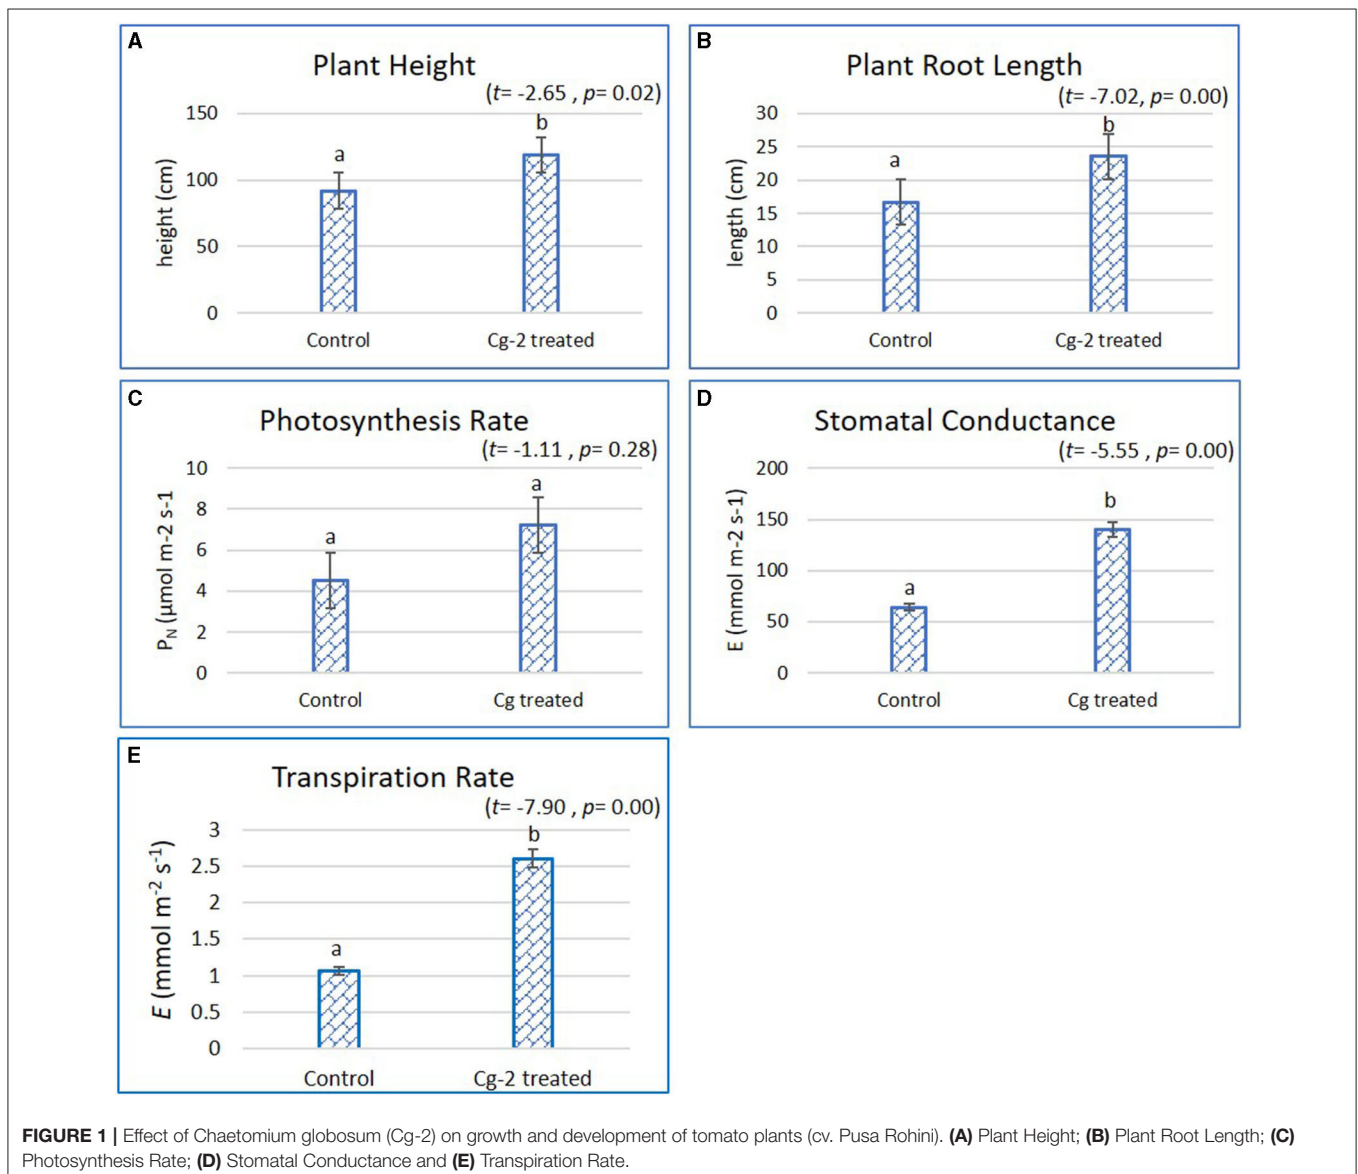 A
Plant Height
(t= -2.65 , p= 0.02)
150
100
50
0
height (cm)
a
b
Control
Cg-2 treated
B
Plant Root Length
(t= -7.02, p= 0.00)
30
25
20
15
10
5
0
length (cm)
a
b
Control
Cg-2 treated
C
Photosynthesis Rate
(t= -1.11 , p= 0.28)
10
8
6
4
2
0
PN (µmol m-2 s-1
a
a
Control
Cg treated
D
Stomatal Conductance
(t= -5.55 , p= 0.00)
200
150
100
50
0
E (mmol m-2 s-1)
a
b
Control
Cg treated
E
Transpiration Rate
(t= -7.90 , p= 0.00)
3
2.5
2
1.5
1
0.5
0
E (mmol m-2 s-1)
a
b
Control
Cg-2 treated
FIGURE 1 | Effect of Chaetomium globosum (Cg-2) on growth and development of tomato plants (cv. Pusa Rohini). (A) Plant Height; (B) Plant Root Length; (C)
Photosynthesis Rate; (D) Stomatal Conductance and (E) Transpiration Rate.